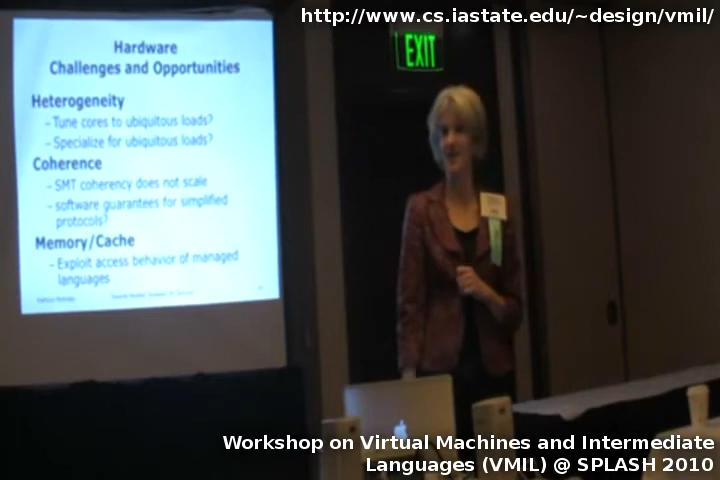 http://www.cs.iastate.edu/~design/vmil/
EXIT
Hardware
Challenges and Opportunities
Heterogeneity
– Tune cores to ubiquitous loads?
– Specialize for ubiquitous loads?
Coherence
– SMT coherency does not scale
– software guarantees for simplified
protocols?
Memory/Cache
– Exploit access behavior of managed
languages
Workshop on Virtual Machines and Intermediate
Languages (VMIL) @ SPLASH 2010